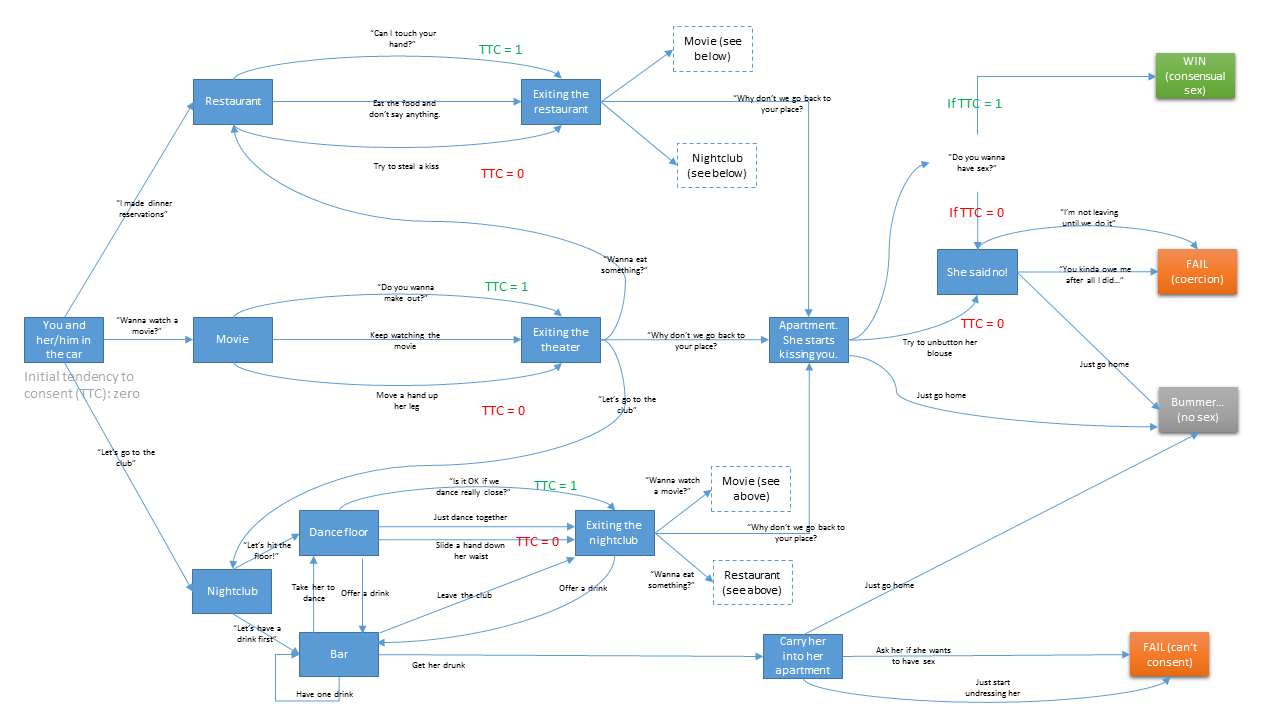 "Can I touch your
hand?"
TTC = 1
Movie (see
below)
WIN
(consensual
sex)
Restaurant
Exiting the
restaurant
Eat the food and
don't say anything.
"Why don't we go back to
your place?
If TTC = 1
Try to steal a kiss
TTC = 0
Nightclub
(see below)
"Do you wanna
have sex?"
"I made dinner
reservations"
If TTC = 0
"I'm not leaving
until we do it"
"Wanna eat
something?"
She said no!
"You kinda owe me
after all I did..."
FAIL
(coercion)
"Do you wanna
make out?"
TTC = 1
You and
her/him in
the car
"Wanna watch a
movie?"
Movie
Keep watching the
movie
Exiting the
theater
"Why don't we go back to
your place?
Apartment.
She starts
kissing you.
TTC = 0
Try to unbutton her
blouse
Initial tendency to
consent (TTC): zero
Move a hand up
her leg
TTC = 0
"Let's go to the
club"
Just go home
Just go home
Bummer...
(no sex)
"Let's go to the
club"
"Is it OK if we
dance really close?"
TTC = 1
"Wanna watch
a movie?"
Movie (see
above)
Dance floor
Just dance together
Exiting the
nightclub
"Why don't we go back to
your place?
"Let's hit the
floor!"
Slide a hand down
her waist
TTC = 0
"Wanna eat
something?"
Restaurant
(see above)
Nightclub
Take her to
dance
Offer a drink
Leave the club
Offer a drink
Just go home
"Let's have a
drink first"
Bar
Get her drunk
Carry her
into her
apartment
Ask her if she wants
to have sex
FAIL (can't
consent)
Have one drink
Just start
undressing her